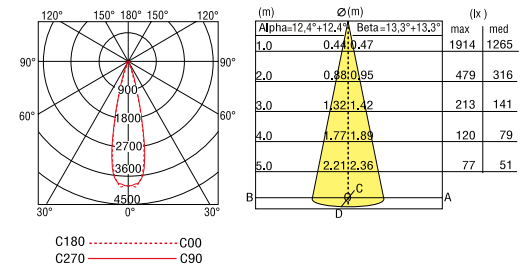 120° 150° 180° 150° 120°
90° 90°
60° 60°
900
1800
2700
3600
4500
30° 0° 30°
C180 C00
C270 C90
(m) Ø(m) (lx)
Alpha=12,4°+12.4° Beta=13,3°+13.3° max med
1.0 0.44 0.47 1914 1265
2.0 0.88 0.95 479 316
3.0 1.32 1.42 213 141
4.0 1.77 1.89 120 79
5.0 2.21 2.36 77 51
C
B A
D